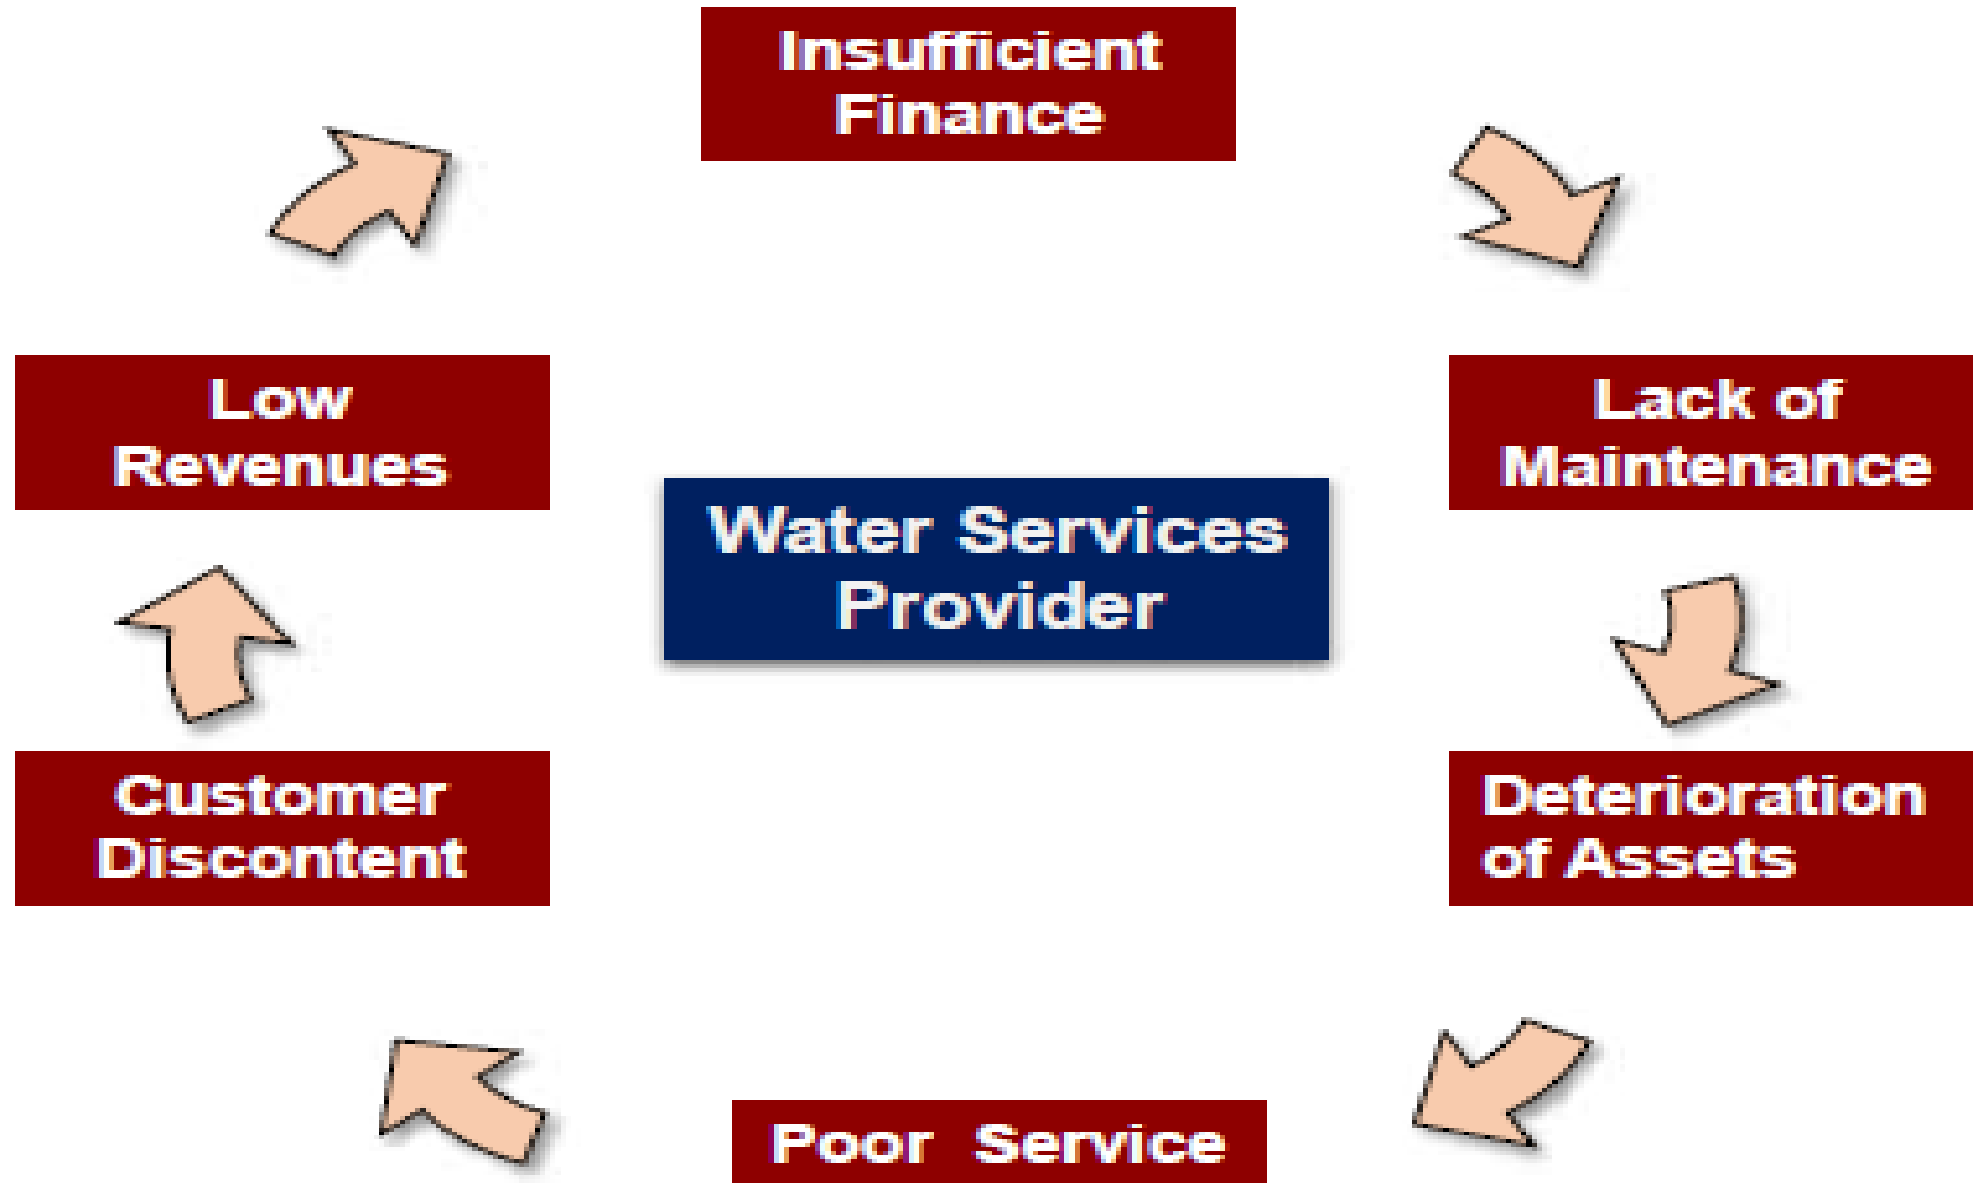 Insufficient
Finance
Low
Revenues
Lack of
Maintenance
Water Services
Provider
Customer
Discontent
Deterioration
of Assets
Poor Service